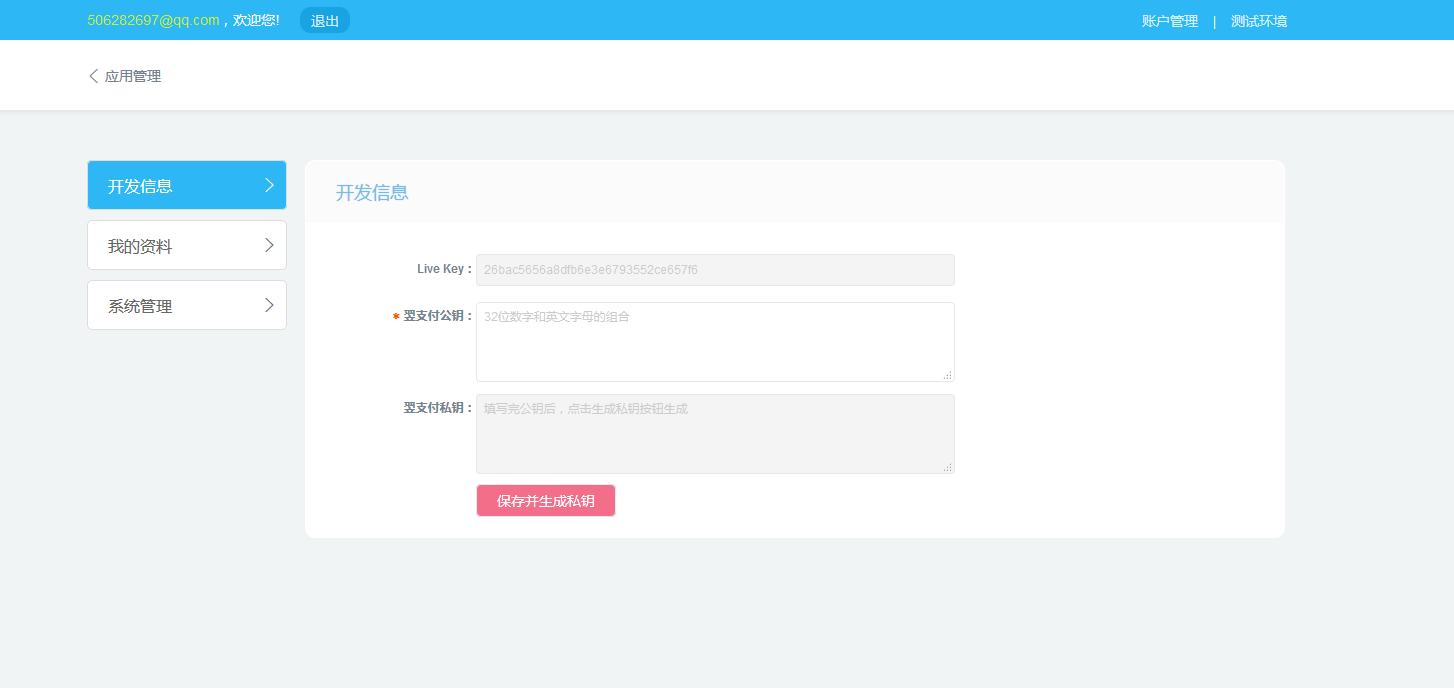 506282697@qq.com，欢迎您! 退出 账户管理 | 测试环境
应用管理
开发信息
我的资料
系统管理
开发信息
Live Key：26bac5656a8dfb6e3e6793552ce657f6
* 翌支付公钥：32位数字和英文字母的组合
翌支付私钥：填写完公钥后，点击生成私钥按钮生成
保存并生成私钥